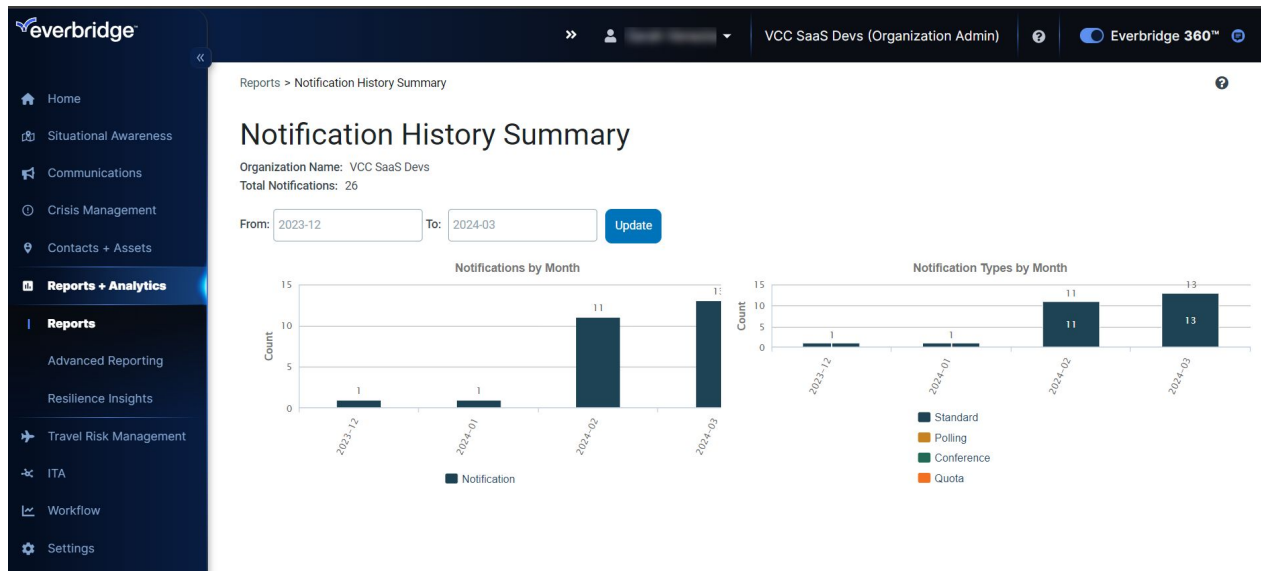 everbridge™
VCC SaaS Devs (Organization Admin)
Everbridge 360™
Home
Situational Awareness
Communications
Crisis Management
Contacts + Assets
Reports + Analytics
Reports
Advanced Reporting
Resilience Insights
Travel Risk Management
ITA
Workflow
Settings
Reports > Notification History Summary
Notification History Summary
Organization Name: VCC SaaS Devs
Total Notifications: 26
From: 2023-12 To: 2024-03 Update
Notifications by Month
Count
15
10
5
0
1
1
11
2023-12
2024-01
2024-02
2024-03
Notification
Notification Types by Month
Count
15
10
5
0
1
1
11
11
13
13
2023-12
2024-01
2024-02
2024-03
Standard
Polling
Conference
Quota